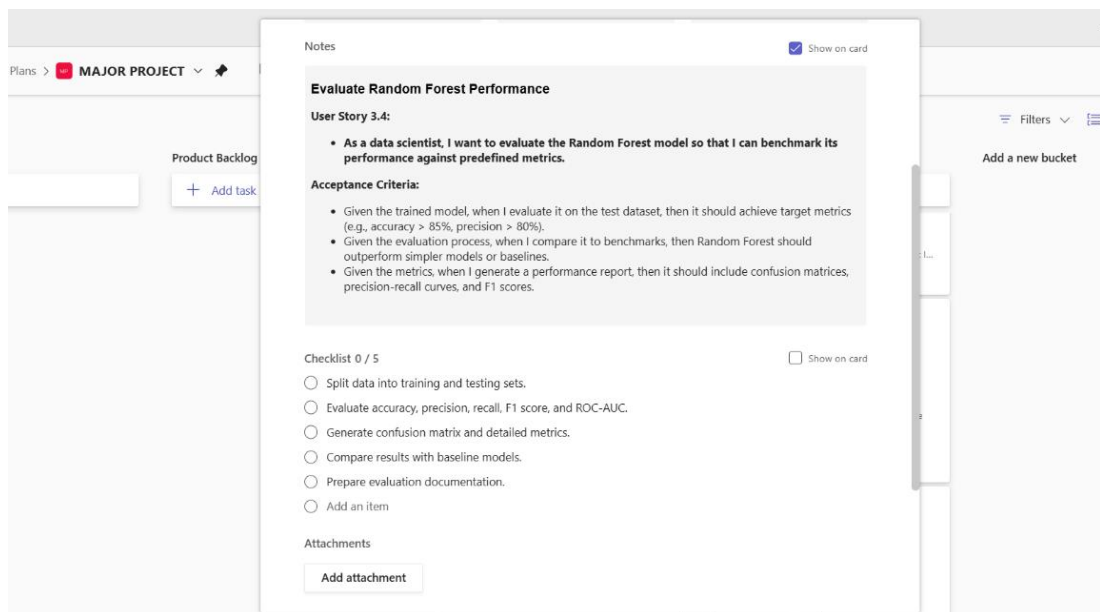 Notes
Show on card
Plans > MAJOR PROJECT
Evaluate Random Forest Performance
User Story 3.4:
Filters
• As a data scientist, I want to evaluate the Random Forest model so that I can benchmark its
performance against predefined metrics.
Product Backlog
Add a new bucket
Acceptance Criteria:
+ Add task
• Given the trained model, when I evaluate it on the test dataset, then it should achieve target metrics
(e.g., accuracy > 85%, precision > 80%).
• Given the evaluation process, when I compare it to benchmarks, then Random Forest should
outperform simpler models or baselines.
• Given the metrics, when I generate a performance report, then it should include confusion matrices,
precision-recall curves, and F1 scores.
Checklist 0 / 5
Show on card
Split data into training and testing sets.
Evaluate accuracy, precision, recall, F1 score, and ROC-AUC.
Generate confusion matrix and detailed metrics.
Compare results with baseline models.
Prepare evaluation documentation.
Add an item
Attachments
Add attachment